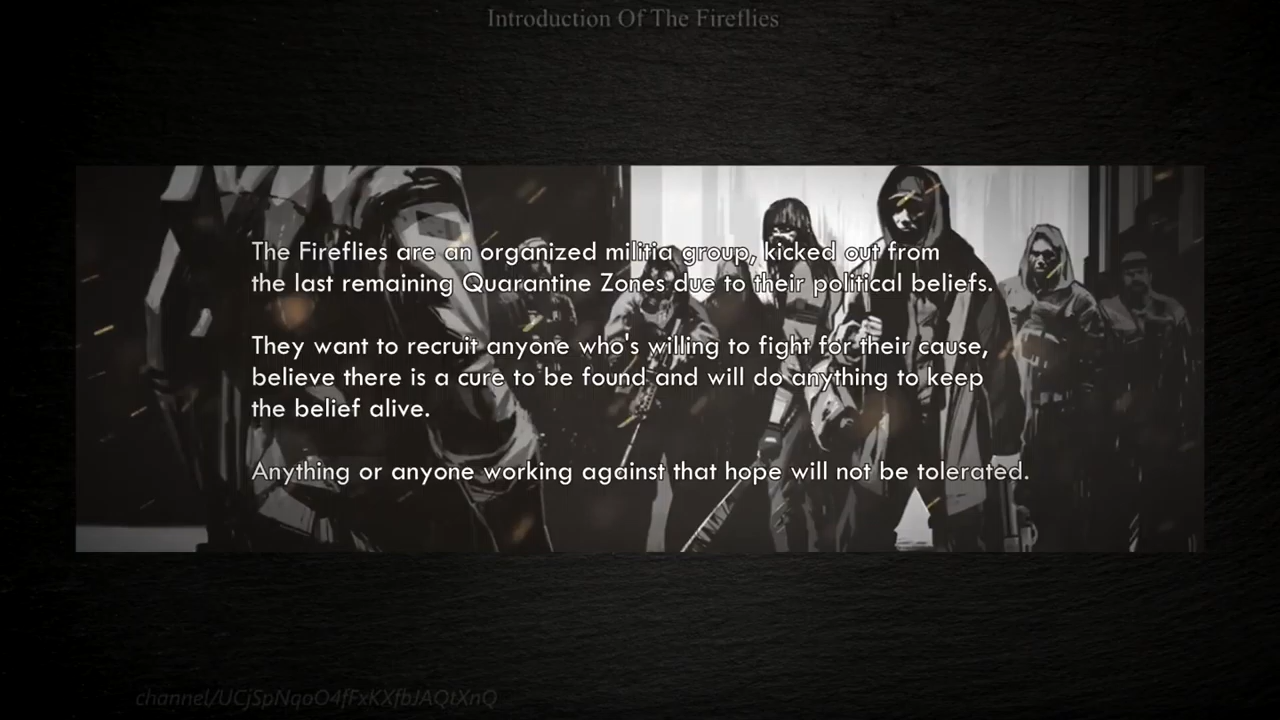 Introduction Of The Fireflies
The Fireflies are an organized militia group, kicked out from
the last remaining Quarantine Zones due to their political beliefs.
They want to recruit anyone who's willing to fight for their cause,
believe there is a cure to be found and will do anything to keep
the belief alive.
Anything or anyone working against that hope will not be tolerated.
channel/UCjSpNqoO4fFxKXfbJAQtXnQ